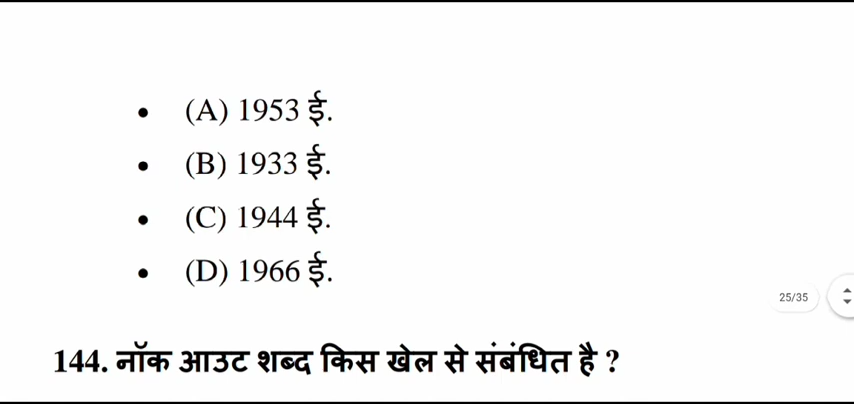 • (A) 1953 ई.
• (B) 1933 ई.
• (C) 1944 ई.
• (D) 1966 ई.
25/35
144. नॉक आउट शब्द किस खेल से संबंधित है ?